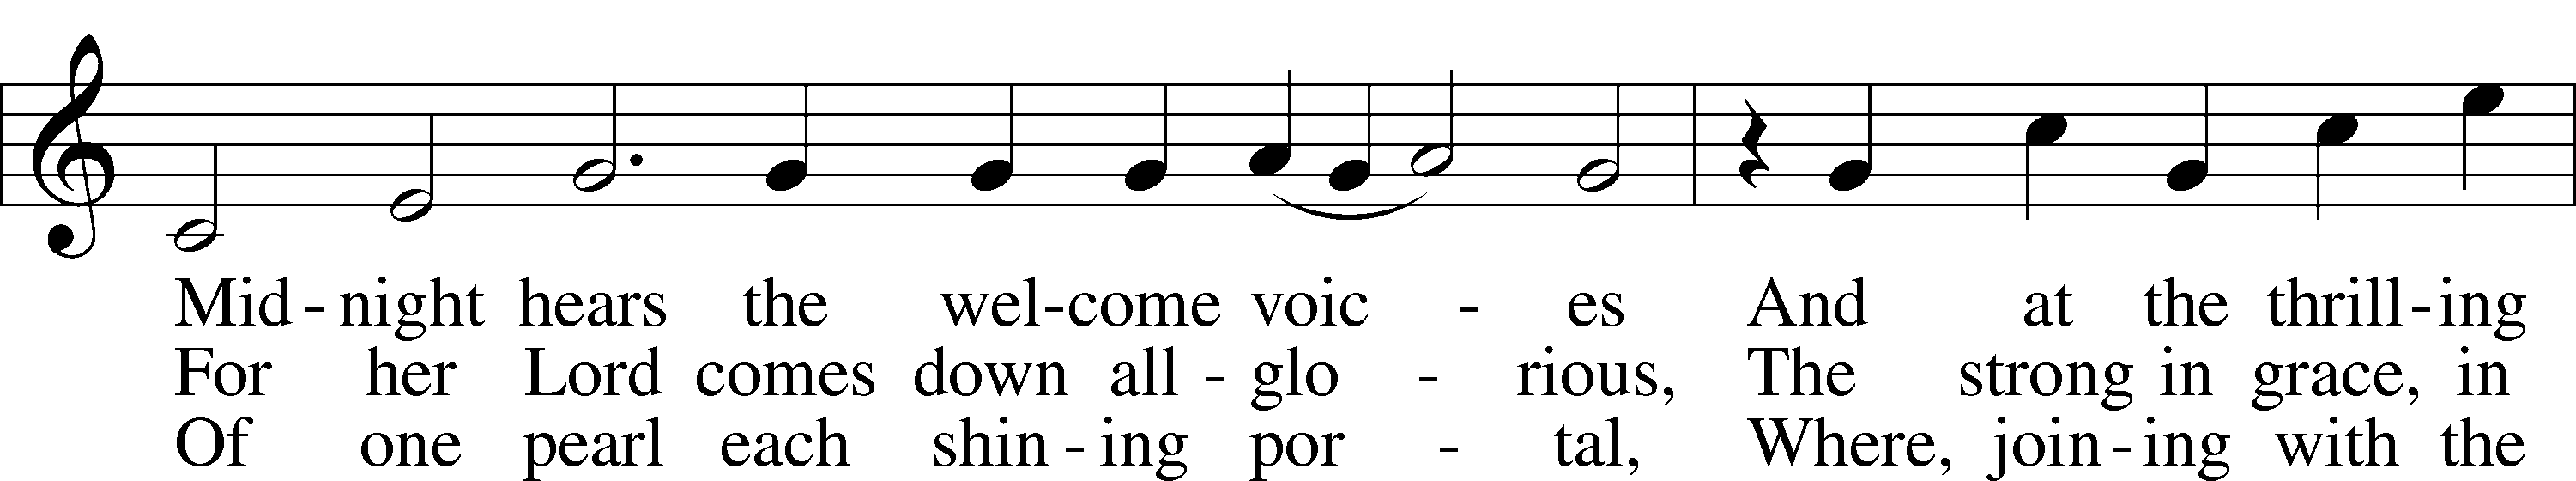 Mid - night hears the wel-come voic - es And at the thrill-ing
For her Lord comes down all - glo - rious, The strong in grace, in
Of one pearl each shin - ing por - tal, Where, join-ing with the